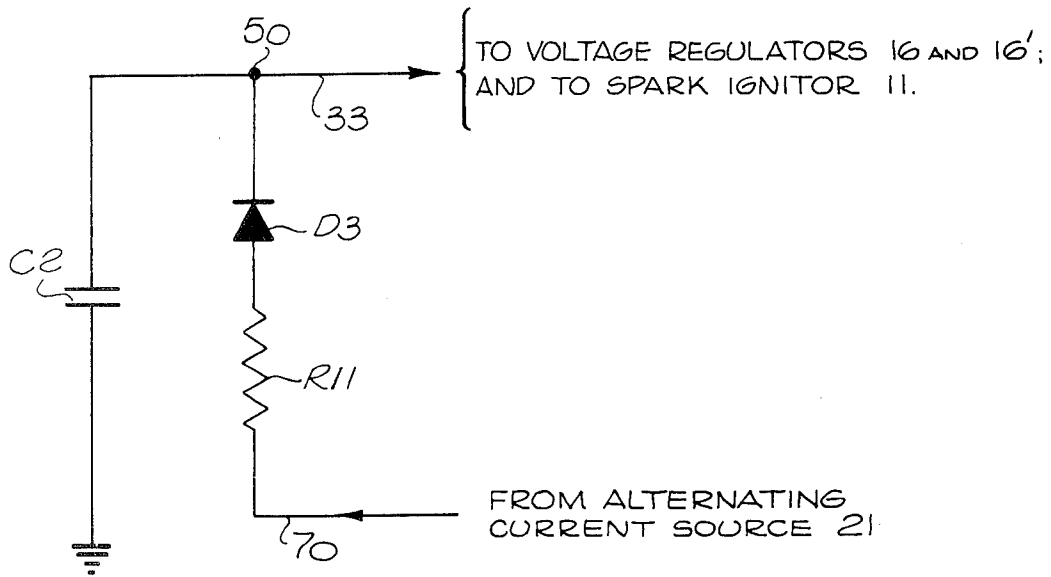 50
TO VOLTAGE REGULATORS 16 AND 16';
AND TO SPARK IGNITOR 11.
33
D3
C2
R11
FROM ALTERNATING
CURRENT SOURCE 21
70